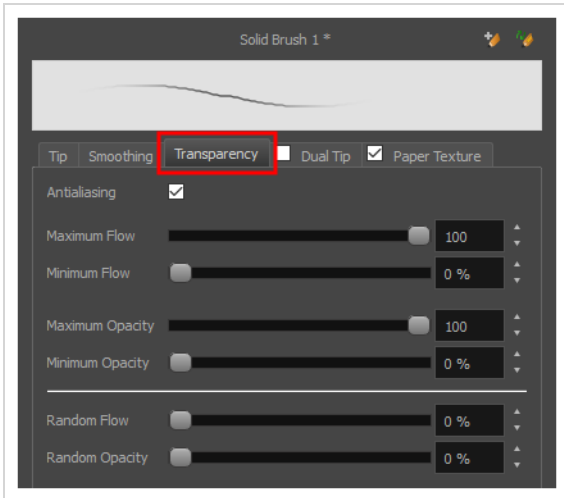 Solid Brush 1 *
Tip Smoothing Transparency Dual Tip Paper Texture
Antialiasing
Maximum Flow 100
Minimum Flow 0 %
Maximum Opacity 100
Minimum Opacity 0 %
Random Flow 0 %
Random Opacity 0 %